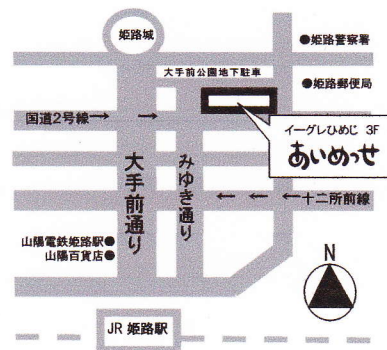 姫路城
●姫路警察署
大手前公園地下駐車
●姫路郵便局
国道2号線→ →
イーグレひめじ 3F
あいめっせ
大手前通り
みゆき通り
← ← ←十二所前線
山陽電鉄姫路駅●
山陽百貨店●
N
JR 姫路駅